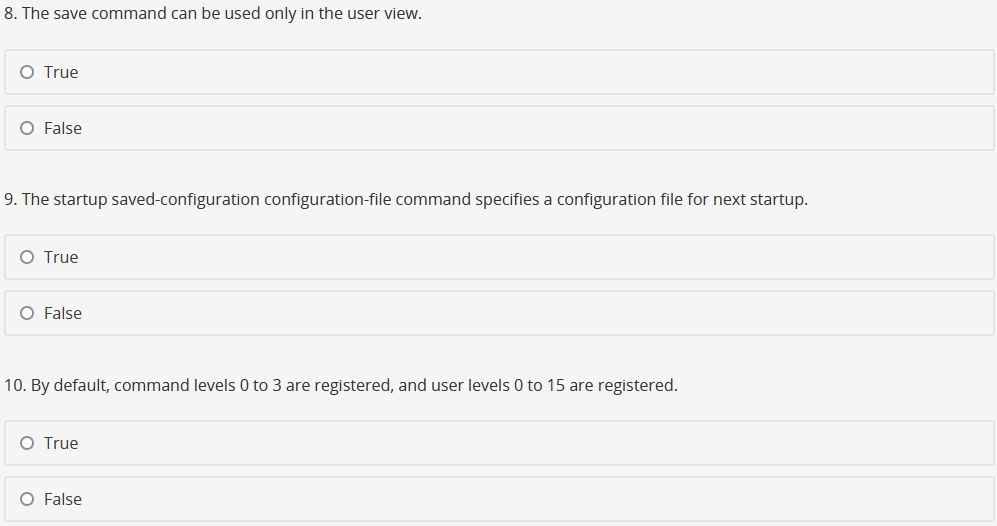 8. The save command can be used only in the user view.
True
False
9. The startup saved-configuration configuration-file command specifies a configuration file for next startup.
True
False
10. By default, command levels 0 to 3 are registered, and user levels 0 to 15 are registered.
True
False